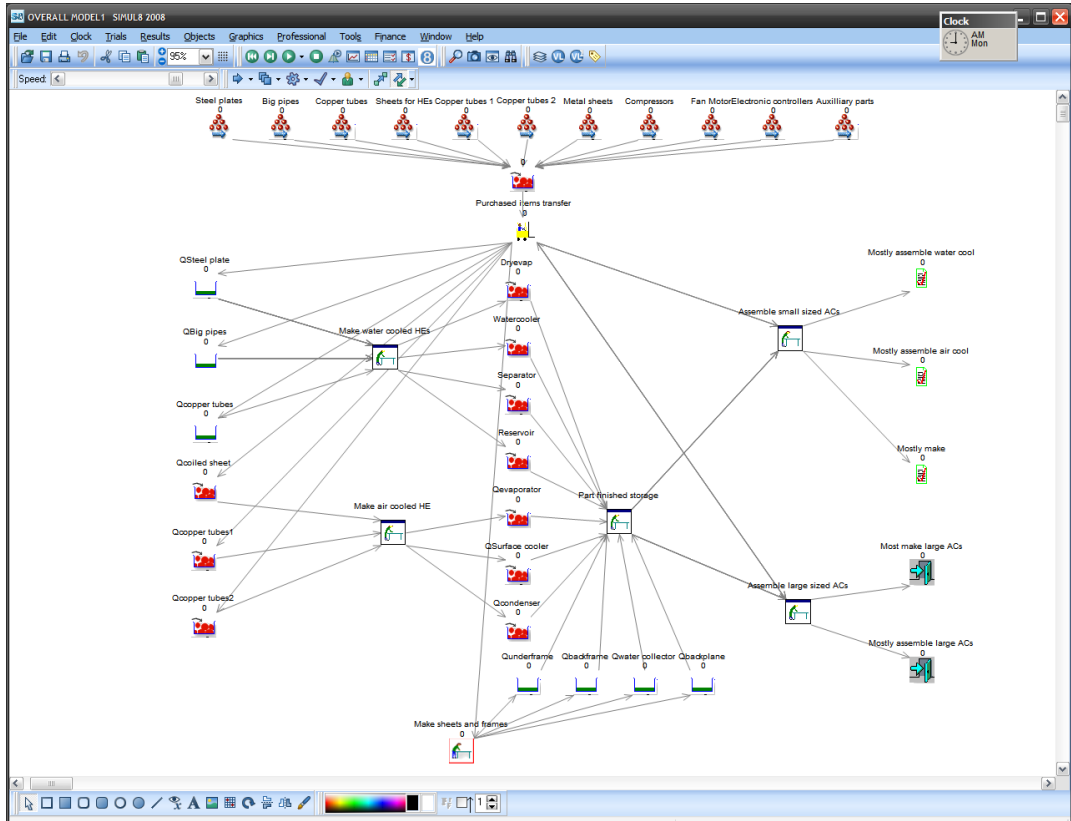 OVERALL MODEL1 SIMUL8 2008
Clock
AM
Mon
File Edit Clock Trials Results Objects Graphics Professional Tools Finance Window Help
95%
Speed:
Steel plates Big pipes Copper tubes Sheets for HEs Copper tubes 1 Copper tubes 2 Metal sheets Compressors Fan Motor Electronic controllers Auxilliary parts
0 0 0 0 0 0 0 0 0 0 0
0
Purchased items transfer
0
QSteel plate
0
Dryevap
0
Mostly assemble water cool
0
QBig pipes
0
Make water cooled HEs
0
Watercooler
0
Assemble small sized ACs
0
Mostly assemble air cool
0
Qcopper tubes
0
Separator
0
Reservoir
0
Mostly make
0
Qcoiled sheet
0
Make air cooled HE
0
Qevaporator
0
Part finished storage
0
Qcopper tubes1
0
QSurface cooler
0
Most make large ACs
0
Qcopper tubes2
0
Qcondenser
0
Assemble large sized ACs
0
Qunderframe Qbackframe Qwater collector Qbackplane
0 0 0 0
Mostly assemble large ACs
0
Make sheets and frames
0
1